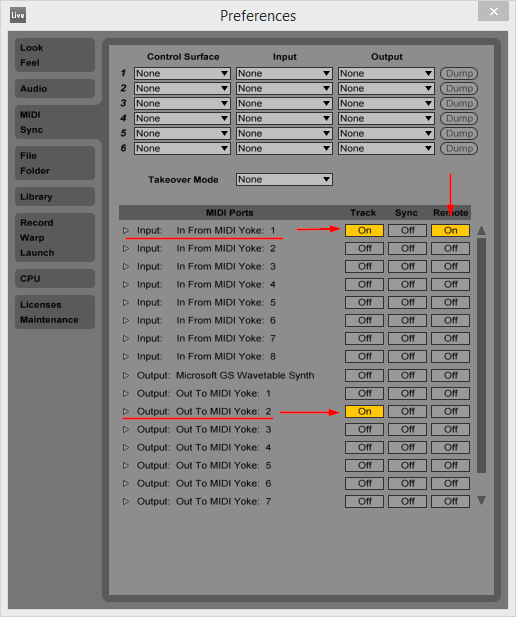 Live
Preferences
Look
Feel
Audio
MIDI
Sync
File
Folder
Library
Record
Warp
Launch
CPU
Licenses
Maintenance
Control Surface Input Output
1 None None None Dump
2 None None None Dump
3 None None None Dump
4 None None None Dump
5 None None None Dump
6 None None None Dump
Takeover Mode None
MIDI Ports Track Sync Remote
Input: In From MIDI Yoke: 1 On Off On
Input: In From MIDI Yoke: 2 Off Off Off
Input: In From MIDI Yoke: 3 Off Off Off
Input: In From MIDI Yoke: 4 Off Off Off
Input: In From MIDI Yoke: 5 Off Off Off
Input: In From MIDI Yoke: 6 Off Off Off
Input: In From MIDI Yoke: 7 Off Off Off
Input: In From MIDI Yoke: 8 Off Off Off
Output: Microsoft GS Wavetable Synth Off Off Off
Output: Out To MIDI Yoke: 1 Off Off Off
Output: Out To MIDI Yoke: 2 On Off Off
Output: Out To MIDI Yoke: 3 Off Off Off
Output: Out To MIDI Yoke: 4 Off Off Off
Output: Out To MIDI Yoke: 5 Off Off Off
Output: Out To MIDI Yoke: 6 Off Off Off
Output: Out To MIDI Yoke: 7 Off Off Off